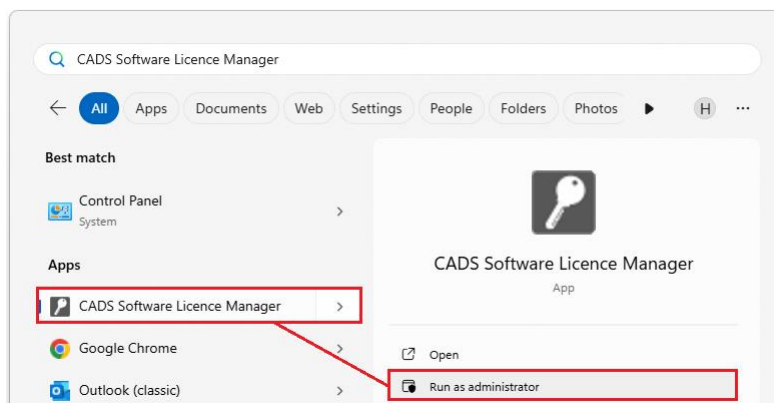 CADS Software Licence Manager
All Apps Documents Web Settings People Folders Photos H
Best match
Control Panel
System
Apps
CADS Software Licence Manager
Google Chrome
Outlook (classic)
CADS Software Licence Manager
App
Open
Run as administrator